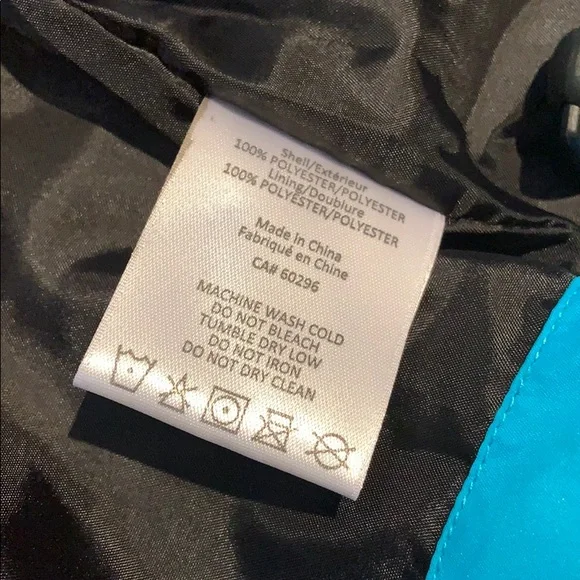 Shell/Extérieur
100% POLYESTER/POLYESTER
Lining/Doublure
100% POLYESTER/POLYESTER
Made in China
Fabriqué en Chine
CA# 60296
MACHINE WASH COLD
DO NOT BLEACH
TUMBLE DRY LOW
DO NOT IRON
DO NOT DRY CLEAN